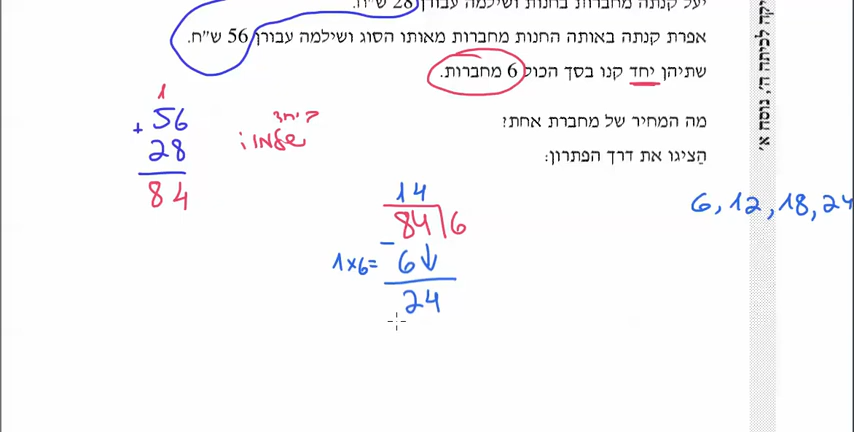 יעל קנתה מחברות בחנות ושילמה עבורן 28 ש"ח.
אפרת קנתה באותה החנות מחברות מאותו הסוג ושילמה עבורן 56 ש"ח.
שתיהן יחד קנו בסך הכול 6 מחברות.
מה המחיר של מחברת אחת?
הציגו את דרך הפתרון:
ביחד
שילמו:
1
+ 56
28
84
14
84 6
1×6= - 6↓
24
6, 12, 18, 24
יקה לכיתה ה', נוסח א'